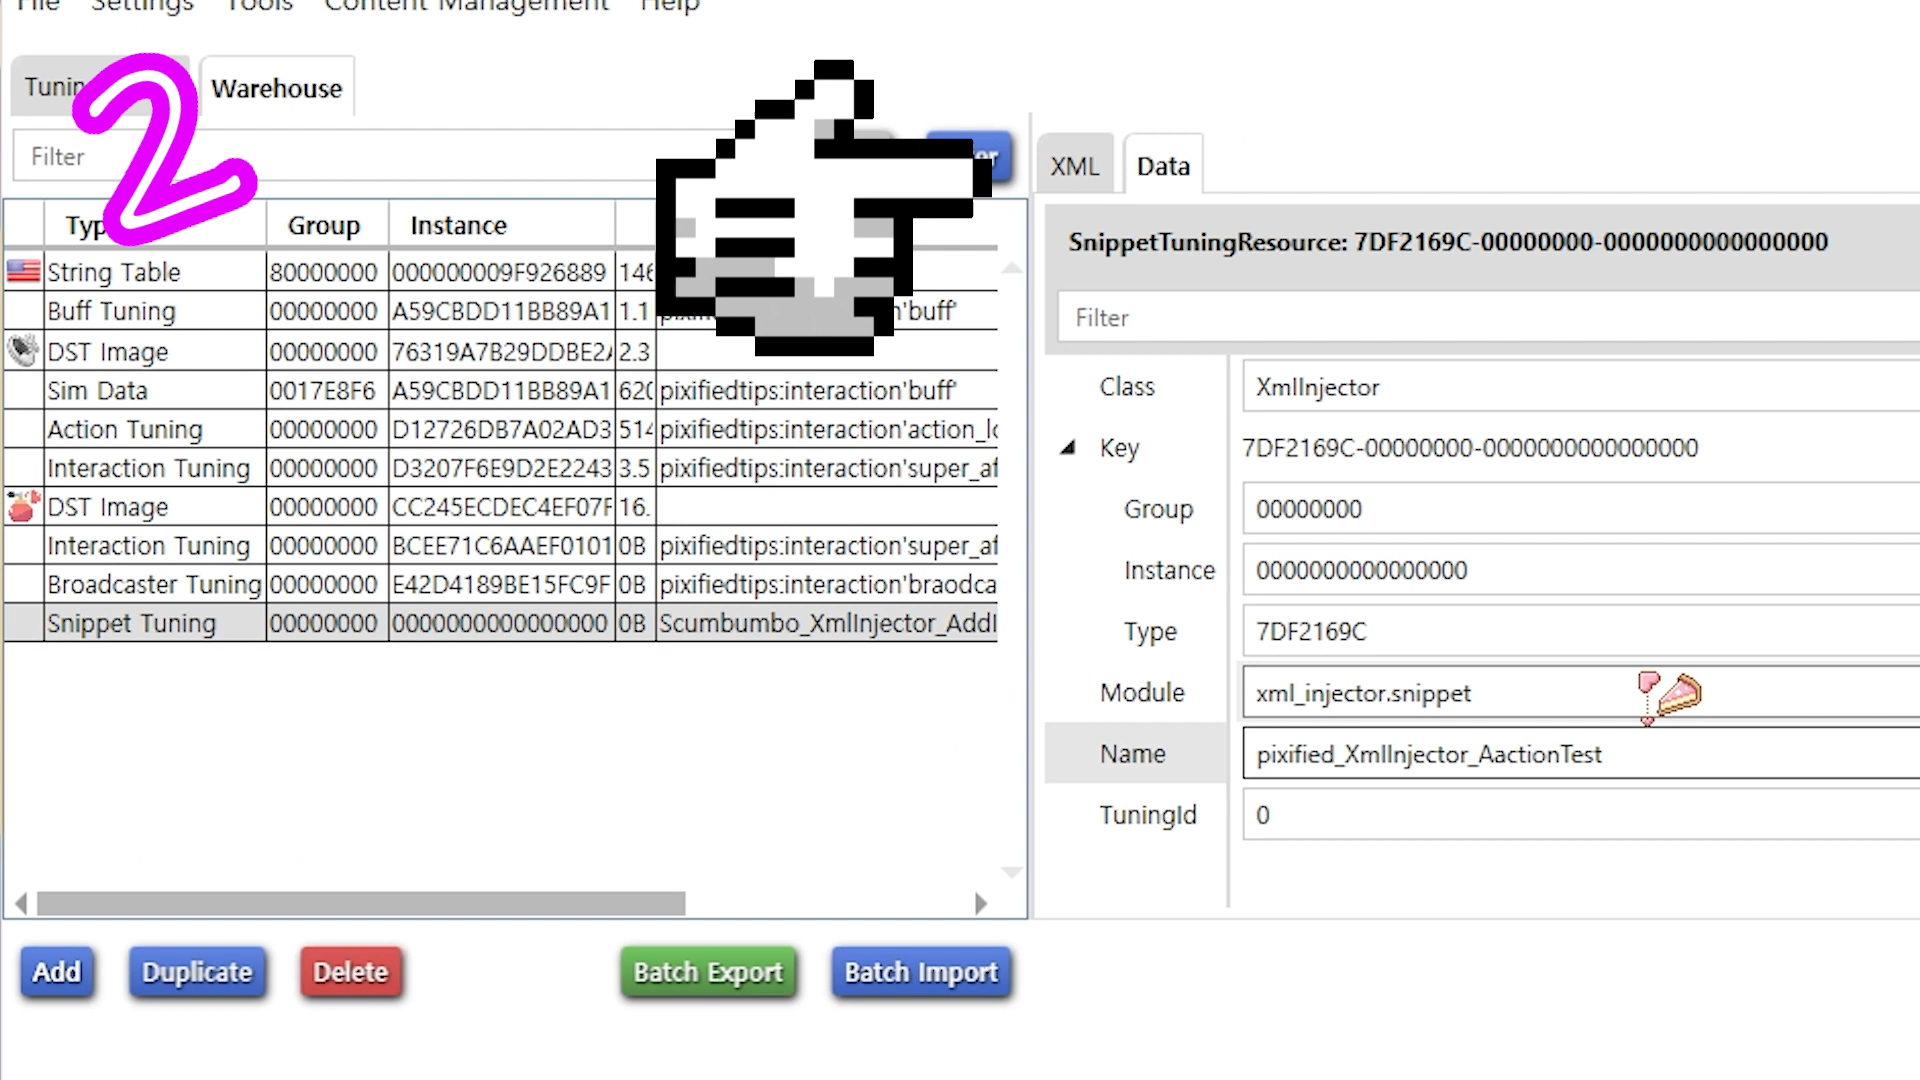 File Settings Tools Content Management Help
Warehouse
2
Filter
Group Instance
String Table 80000000 000000009F926889 146
Buff Tuning 00000000 A59CBDD11BB89A1 1.1 'buff'
DST Image 00000000 76319A7B29DDBE2A 2.3
Sim Data 0017E8F6 A59CBDD11BB89A1 620 pixifiedtips:interaction'buff'
Action Tuning 00000000 D12726DB7A02AD3 514 pixifiedtips:interaction'action_lo
Interaction Tuning 00000000 D3207F6E9D2E2243 3.5 pixifiedtips:interaction'super_af
DST Image 00000000 CC245ECDEC4EF07F 16.
Interaction Tuning 00000000 BCEE71C6AAEF0101 0B pixifiedtips:interaction'super_af
Broadcaster Tuning 00000000 E42D4189BE15FC9F 0B pixifiedtips:interaction'braodca
Snippet Tuning 00000000 0000000000000000 0B Scumbumbo_XmlInjector_AddI
Add Duplicate Delete Batch Export Batch Import
XML Data
SnippetTuningResource: 7DF2169C-00000000-0000000000000000
Filter
Class XmlInjector
Key 7DF2169C-00000000-0000000000000000
Group 00000000
Instance 0000000000000000
Type 7DF2169C
Module xml_injector.snippet
Name pixified_XmlInjector_AactionTest
TuningId 0